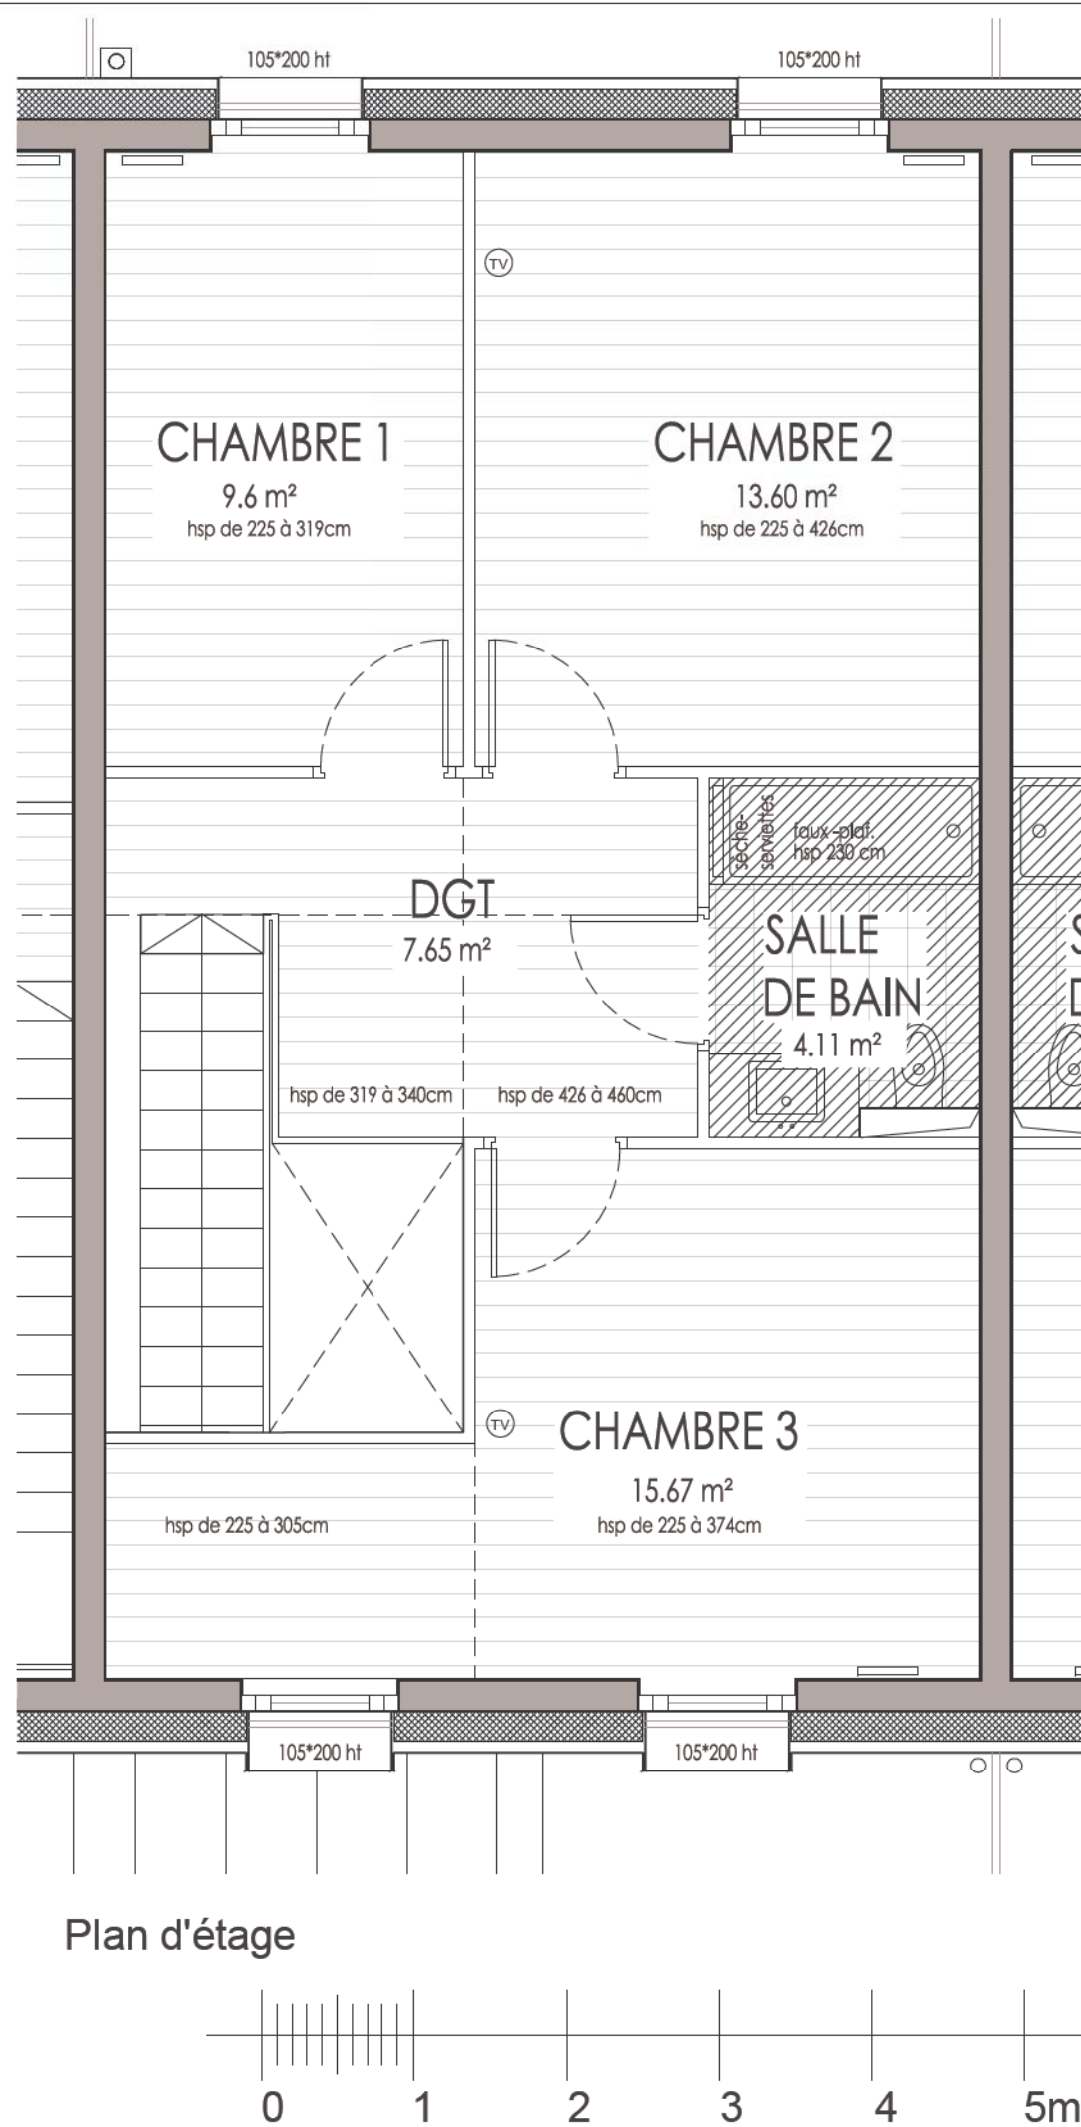 105*200 ht
105*200 ht
TV
CHAMBRE 1
9.6 m²
hsp de 225 à 319cm
CHAMBRE 2
13.60 m²
hsp de 225 à 426cm
sèche-
serviettes
faux-plaf.
hsp 230 cm
DGT
7.65 m²
SALLE
DE BAIN
4.11 m²
S
D
hsp de 319 à 340cm
hsp de 426 à 460cm
TV
CHAMBRE 3
15.67 m²
hsp de 225 à 374cm
hsp de 225 à 305cm
105*200 ht
105*200 ht
Plan d'étage
0 1 2 3 4 5m